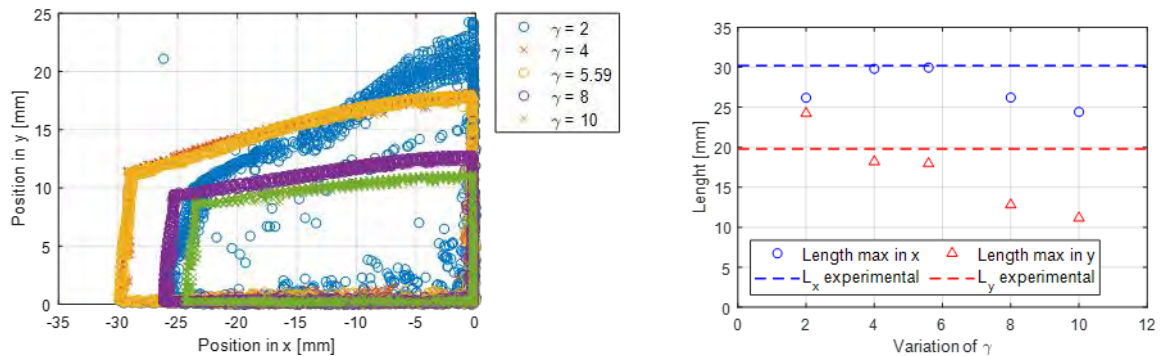 25
20
15
10
5
0
-35
-30
-25
-20
-15
-10
-5
0
Position in y [mm]
Position in x [mm]
γ = 2
γ = 4
γ = 5.59
γ = 8
γ = 10
35
30
25
20
15
10
5
0
0
2
4
6
8
10
12
Lenght [mm]
Variation of γ
Length max in x
Length max in y
L_x experimental
L_y experimental